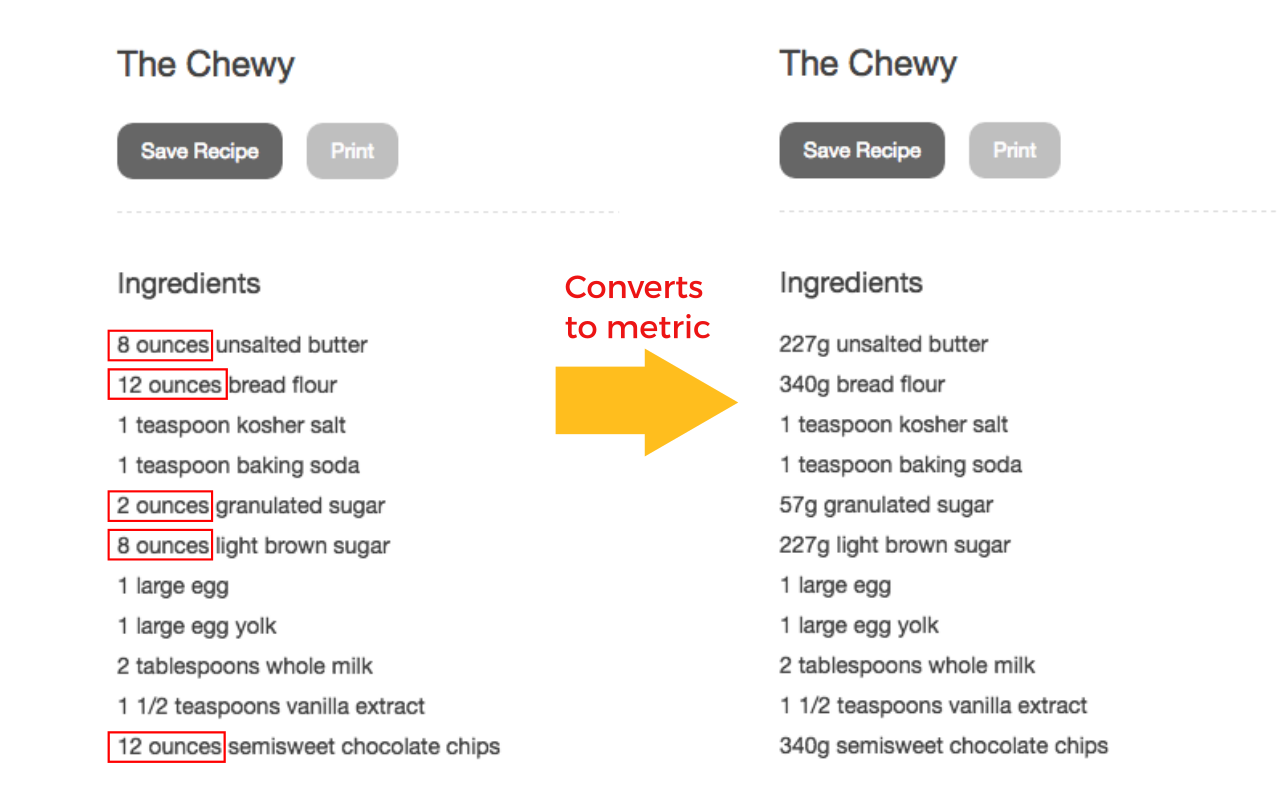 The Chewy
Save Recipe
Print
Ingredients
8 ounces unsalted butter
12 ounces bread flour
1 teaspoon kosher salt
1 teaspoon baking soda
2 ounces granulated sugar
8 ounces light brown sugar
1 large egg
1 large egg yolk
2 tablespoons whole milk
1 1/2 teaspoons vanilla extract
12 ounces semisweet chocolate chips
Converts
to metric
The Chewy
Save Recipe
Print
Ingredients
227g unsalted butter
340g bread flour
1 teaspoon kosher salt
1 teaspoon baking soda
57g granulated sugar
227g light brown sugar
1 large egg
1 large egg yolk
2 tablespoons whole milk
1 1/2 teaspoons vanilla extract
340g semisweet chocolate chips